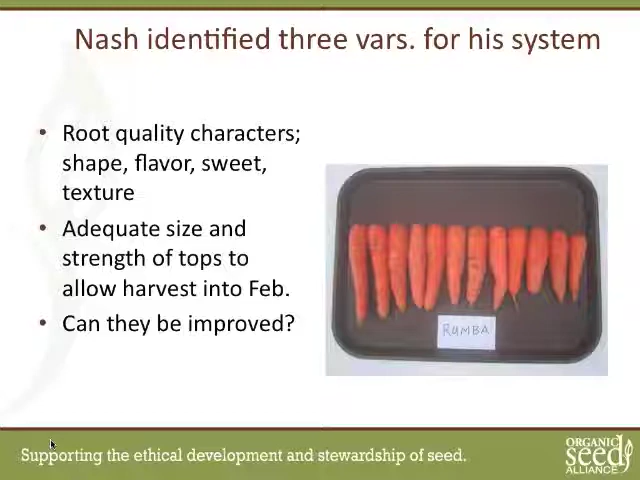 Nash identified three vars. for his system
• Root quality characters;
shape, flavor, sweet,
texture
• Adequate size and
strength of tops to
allow harvest into Feb.
• Can they be improved?
RUMBA
Supporting the ethical development and stewardship of seed.
ORGANIC
seed
ALLIANCE